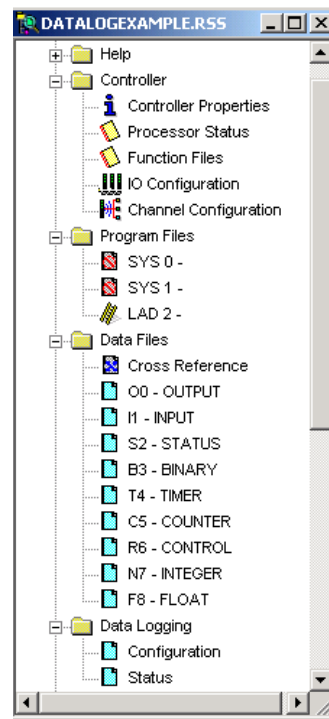 DATALOGEXAMPLE.RSS
Help
Controller
Controller Properties
Processor Status
Function Files
IO Configuration
Channel Configuration
Program Files
SYS 0 -
SYS 1 -
LAD 2 -
Data Files
Cross Reference
O0 - OUTPUT
I1 - INPUT
S2 - STATUS
B3 - BINARY
T4 - TIMER
C5 - COUNTER
R6 - CONTROL
N7 - INTEGER
F8 - FLOAT
Data Logging
Configuration
Status